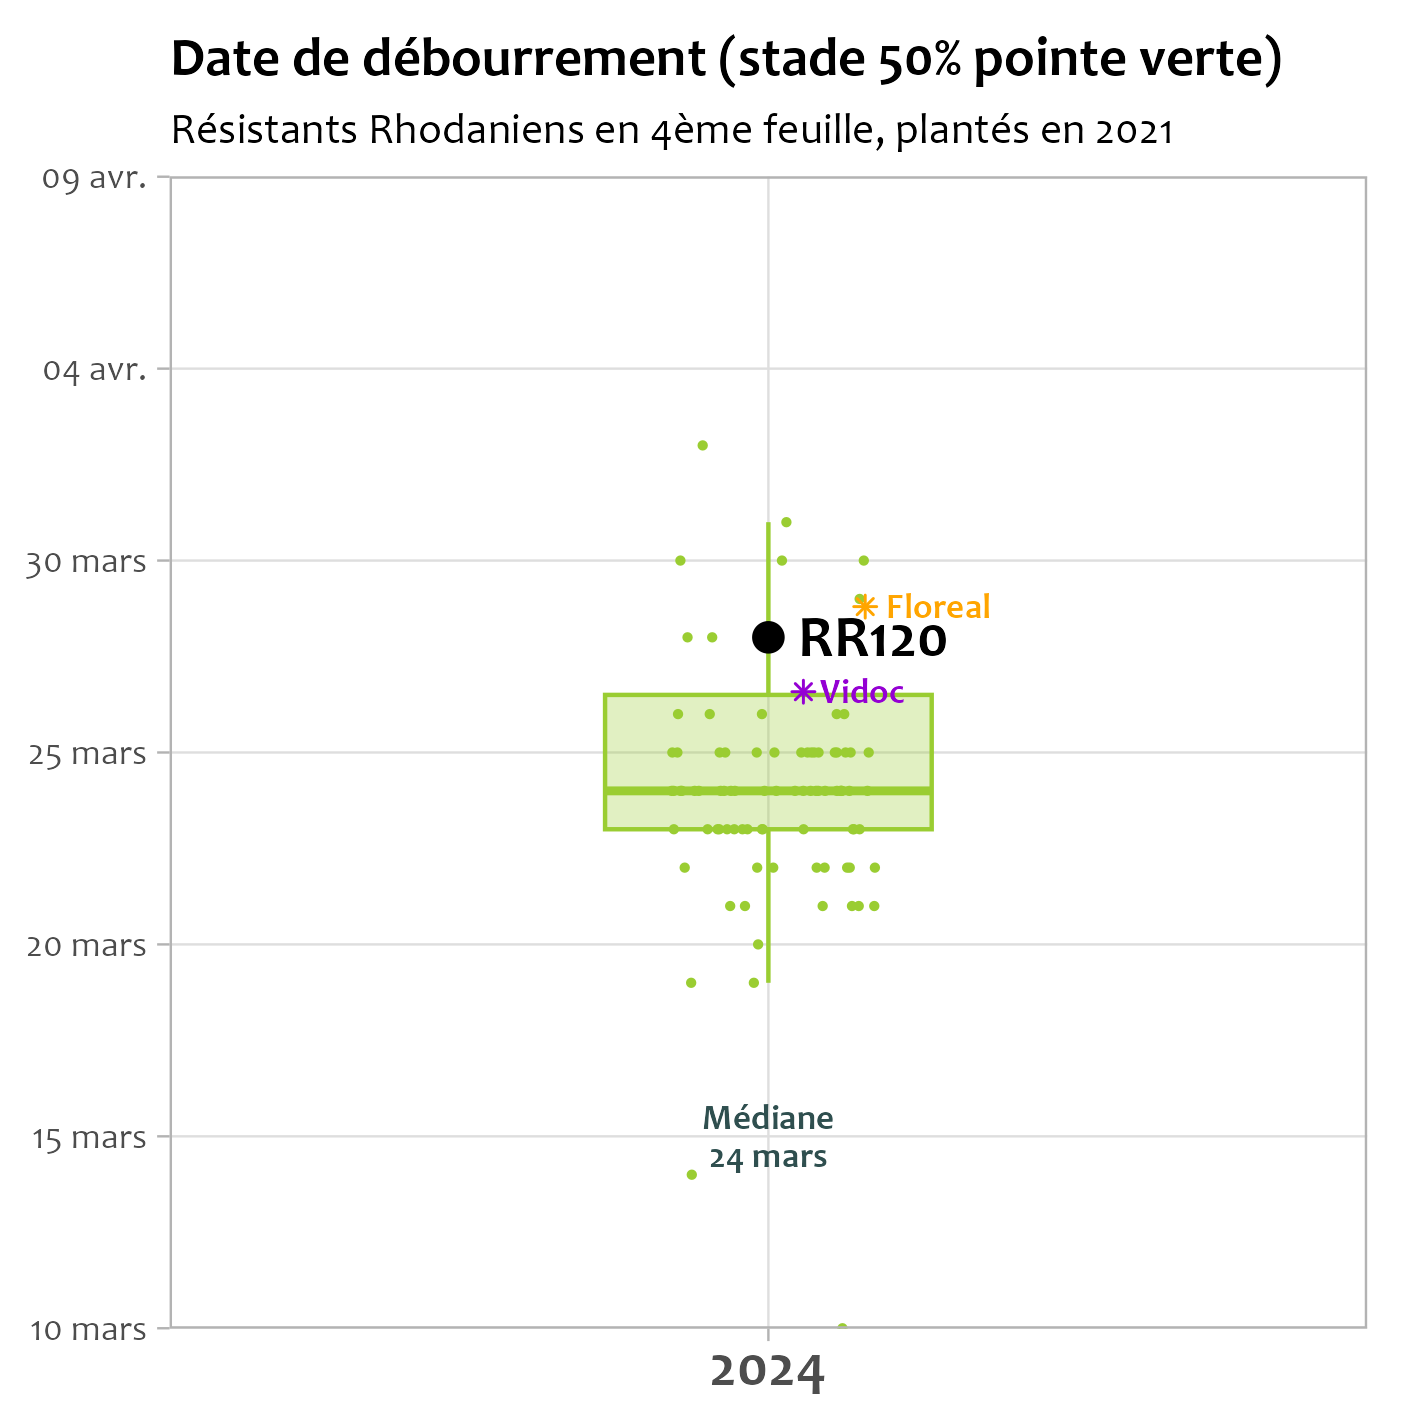 Date de débourrement (stade 50% pointe verte)
Résistants Rhodaniens en 4ème feuille, plantés en 2021
09 avr.
04 avr.
30 mars
25 mars
20 mars
15 mars
10 mars
Floreal
RR120
Vidoc
Médiane
24 mars
2024